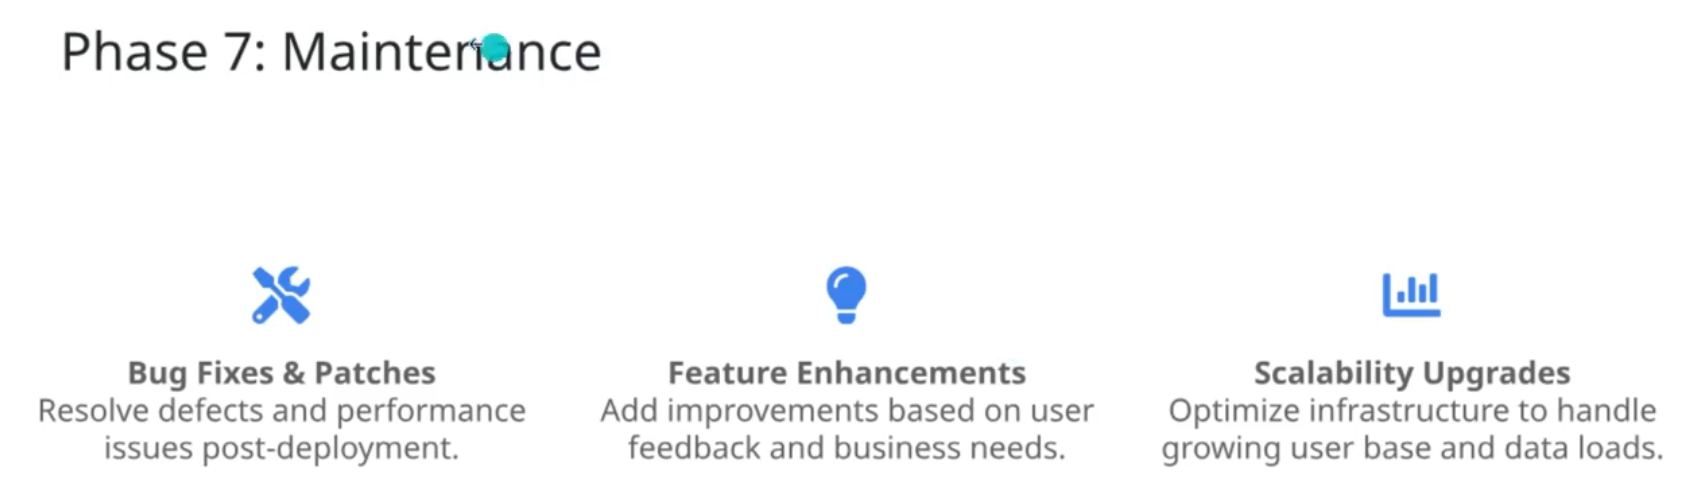 Phase 7: Maintenance
Bug Fixes & Patches
Resolve defects and performance
issues post-deployment.
Feature Enhancements
Add improvements based on user
feedback and business needs.
Scalability Upgrades
Optimize infrastructure to handle
growing user base and data loads.